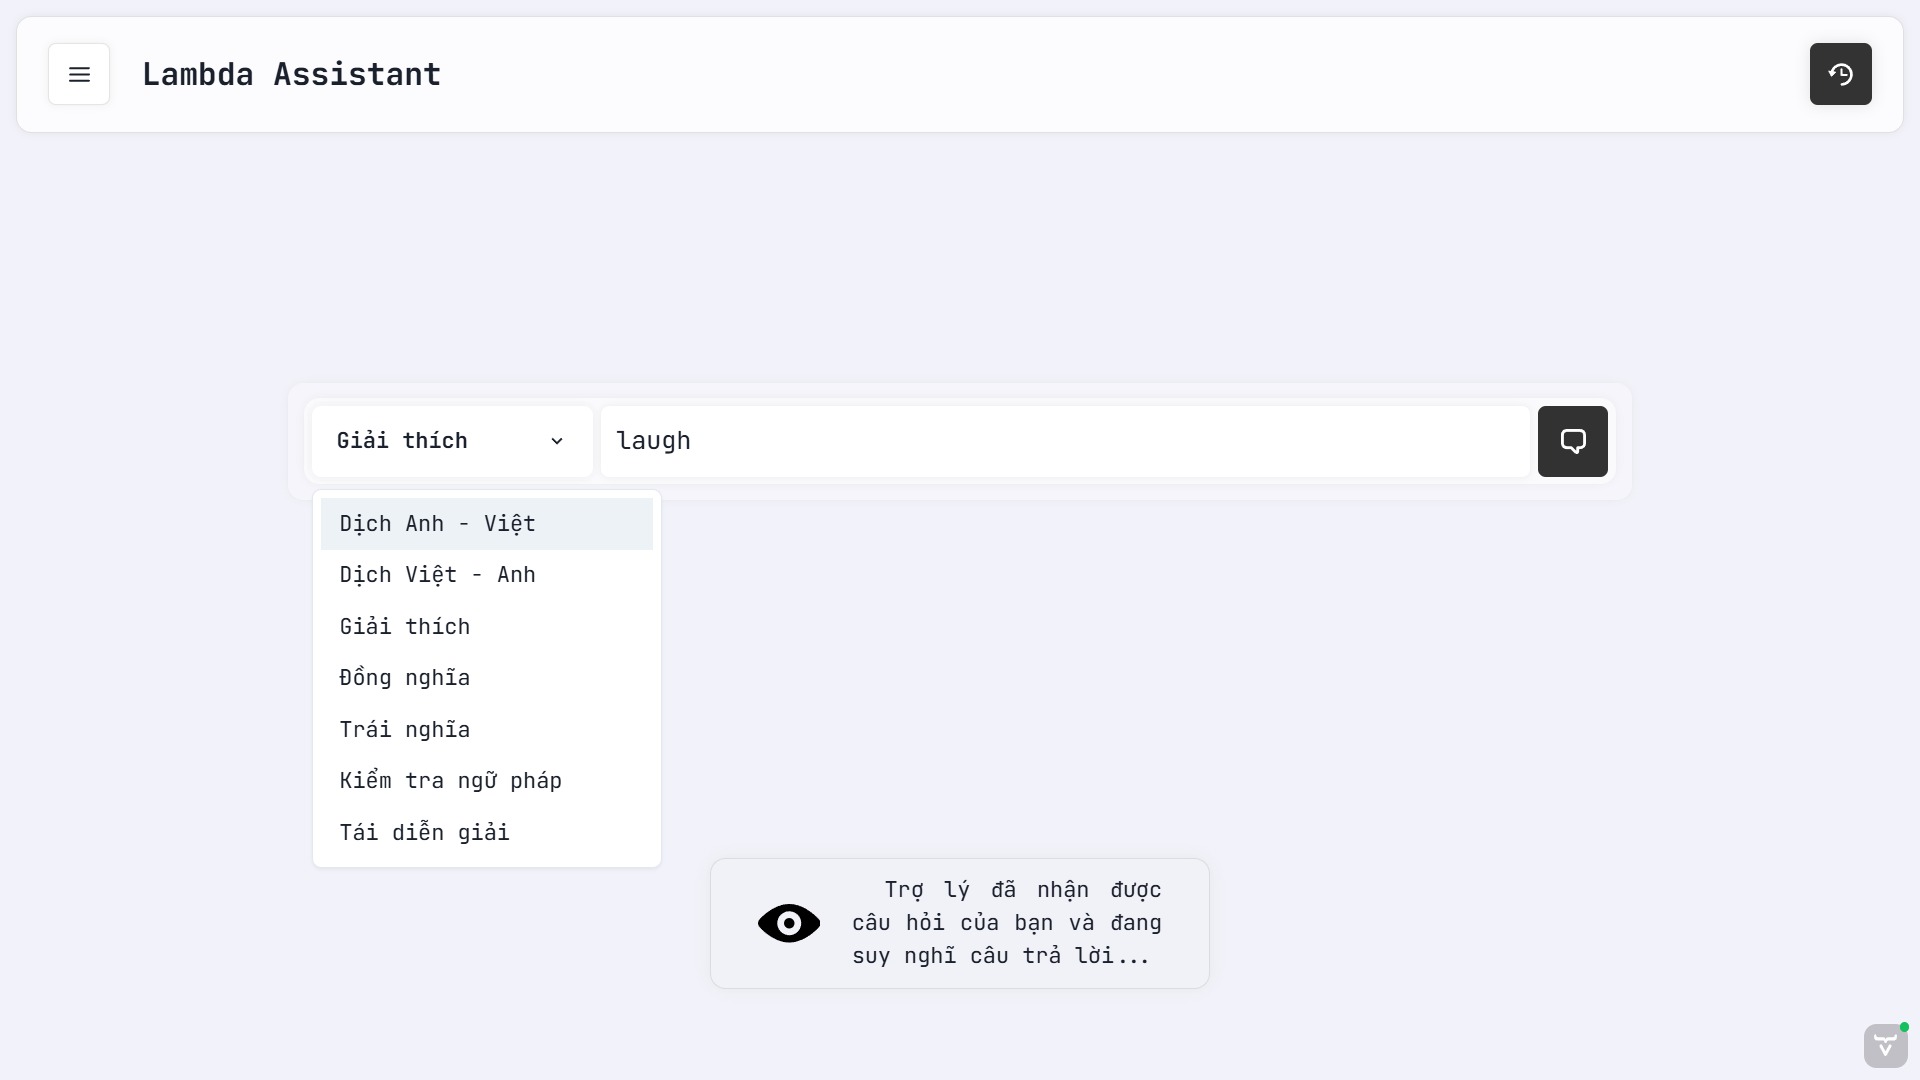 Lambda Assistant
Giải thích
laugh
Dịch Anh - Việt
Dịch Việt - Anh
Giải thích
Đồng nghĩa
Trái nghĩa
Kiểm tra ngữ pháp
Tái diễn giải
Trợ lý đã nhận được
câu hỏi của bạn và đang
suy nghĩ câu trả lời...